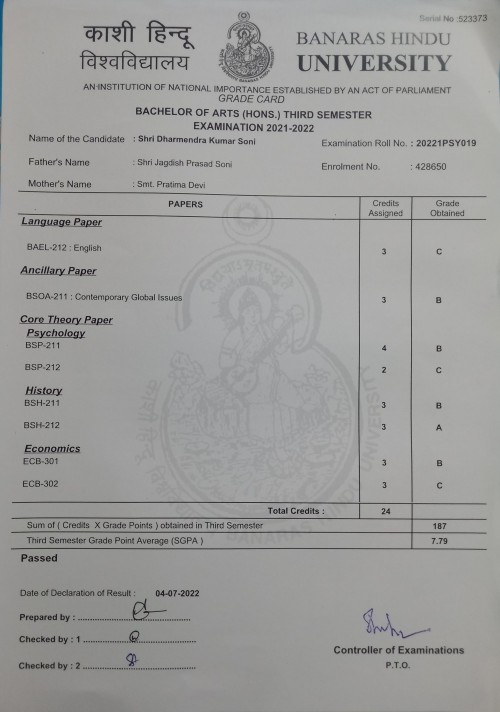 Serial No :523373
काशी हिन्दू
विश्वविद्यालय
BANARAS HINDU
UNIVERSITY
AN INSTITUTION OF NATIONAL IMPORTANCE ESTABLISHED BY AN ACT OF PARLIAMENT
GRADE CARD
BACHELOR OF ARTS (HONS.) THIRD SEMESTER
EXAMINATION 2021-2022
Name of the Candidate : Shri Dharmendra Kumar Soni Examination Roll No. : 20221PSY019
Father's Name : Shri Jagdish Prasad Soni Enrolment No. : 428650
Mother's Name : Smt. Pratima Devi
PAPERS Credits Assigned Grade Obtained
Language Paper
BAEL-212 : English 3 C
Ancillary Paper
BSOA-211 : Contemporary Global Issues 3 B
Core Theory Paper
Psychology
BSP-211 4 B
BSP-212 2 C
History
BSH-211 3 B
BSH-212 3 A
Economics
ECB-301 3 B
ECB-302 3 C
Total Credits : 24
Sum of ( Credits X Grade Points ) obtained in Third Semester 187
Third Semester Grade Point Average (SGPA ) 7.79
Passed
Date of Declaration of Result : 04-07-2022
Prepared by : ................................
Checked by : 1 ................................
Checked by : 2 ................................
Controller of Examinations
P.T.O.